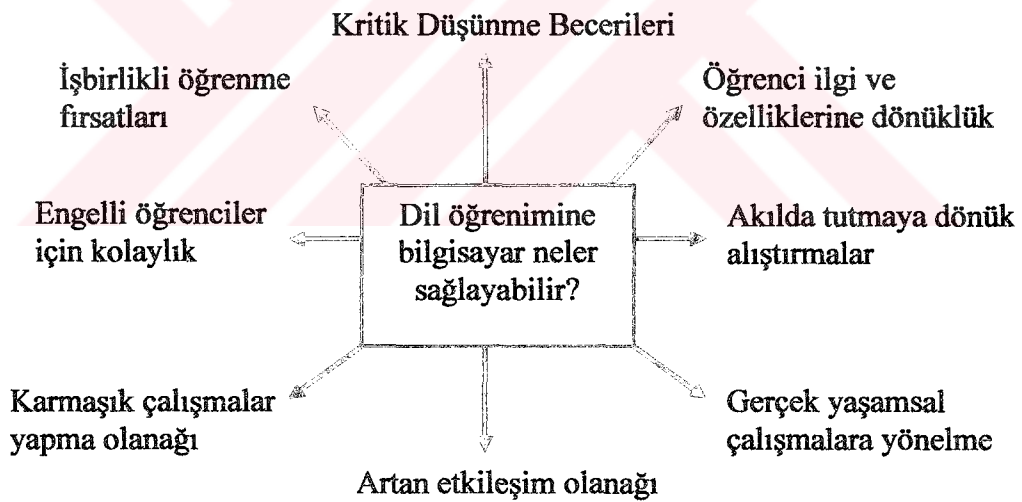 Kritik Düşünme Becerileri
İşbirlikli öğrenme
fırsatları
Öğrenci ilgi ve
özelliklerine dönüklük
Engelli öğrenciler
için kolaylık
Dil öğrenimine
bilgisayar neler
sağlayabilir?
Akılda tutmaya dönük
alıştırmalar
Karmaşık çalışmalar
yapma olanağı
Gerçek yaşamsal
çalışmalara yönelme
Artan etkileşim olanağı